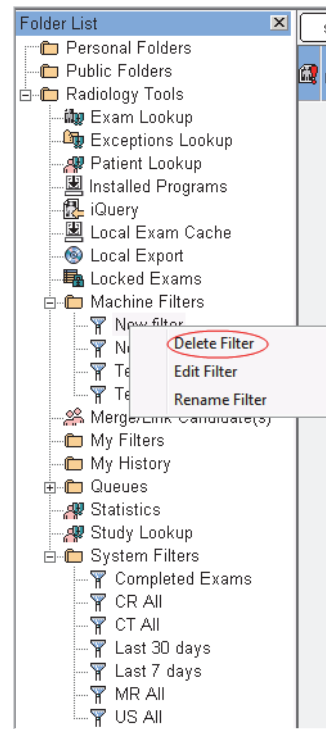 Folder List
Personal Folders
Public Folders
Radiology Tools
Exam Lookup
Exceptions Lookup
Patient Lookup
Installed Programs
iQuery
Local Exam Cache
Local Export
Locked Exams
Machine Filters
New filter
Delete Filter
Edit Filter
Rename Filter
Merge/Link Candidate(s)
My Filters
My History
Queues
Statistics
Study Lookup
System Filters
Completed Exams
CR All
CT All
Last 30 days
Last 7 days
MR All
US All